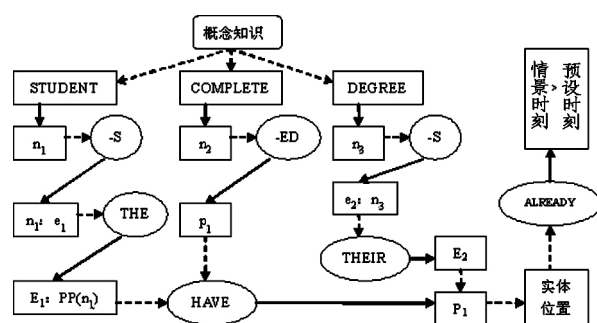 概念知识
STUDENT
COMPLETE
DEGREE
情景时刻 > 预设时刻
n₁
-S
n₂
-ED
n₃
-S
n₁: e₁
THE
p₁
e₂: n₃
ALREADY
THEIR
E₂
E₁: PP(n₁)
HAVE
P₁
实体
位置